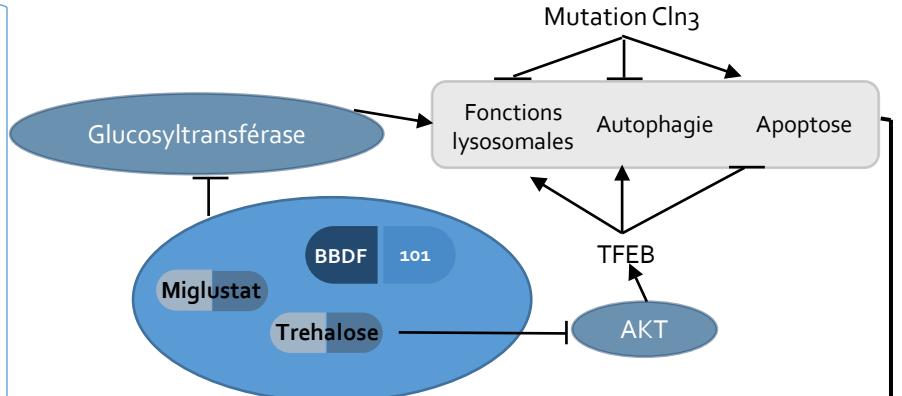 Mutation Cln3
Glucosyltransférase
Fonctions
lysosomales
Autophagie
Apoptose
BBDF
101
TFEB
Miglustat
Trehalose
AKT